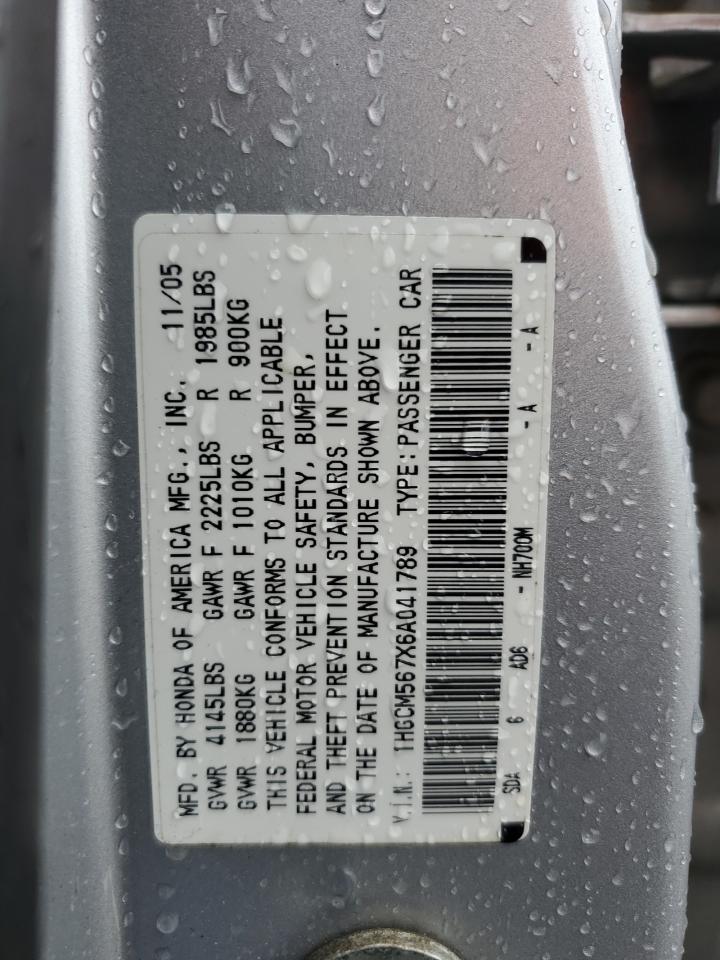 MFD. BY HONDA OF AMERICA MFG., INC. 11/05
GVWR 4145LBS GAWR F 2225LBS R 1985LBS
GVWR 1880KG GAWR F 1010KG R 900KG
THIS VEHICLE CONFORMS TO ALL APPLICABLE
FEDERAL MOTOR VEHICLE SAFETY, BUMPER,
AND THEFT PREVENTION STANDARDS IN EFFECT
ON THE DATE OF MANUFACTURE SHOWN ABOVE.
V.I.N.: 1HGCM567X6A041789 TYPE: PASSENGER CAR
SDA 6 AD6 - NH700M - A - A